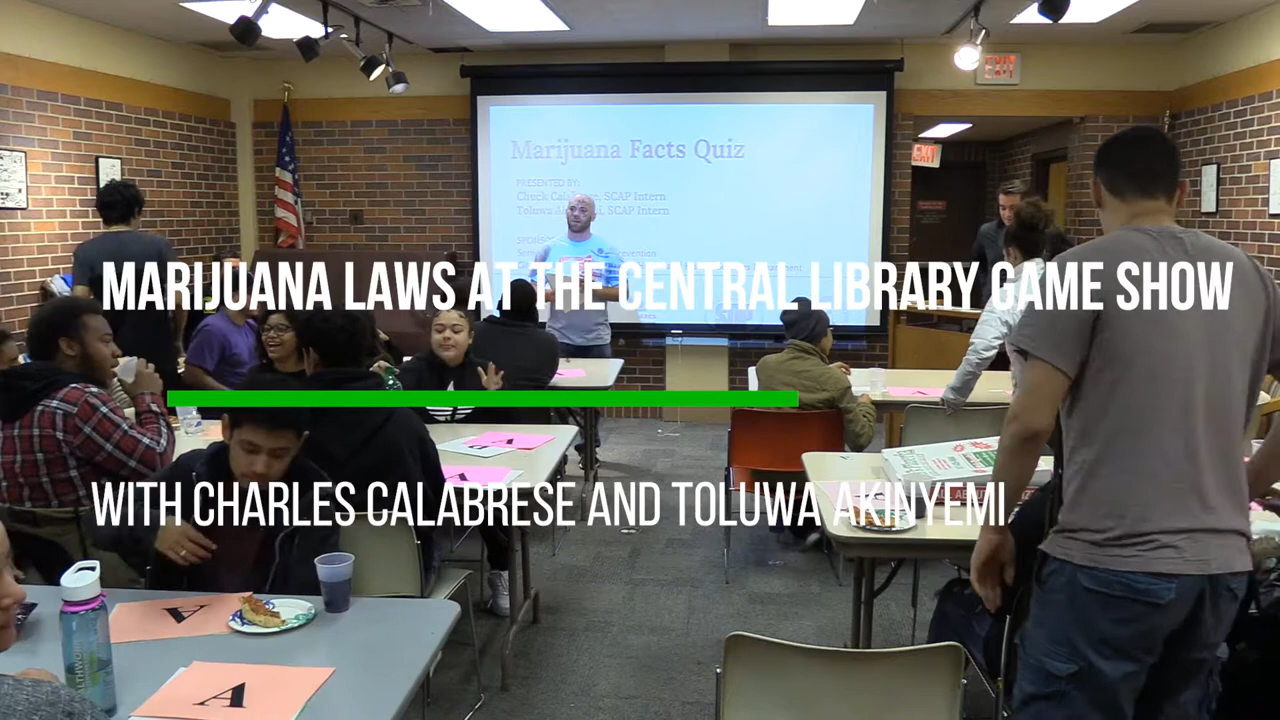 EXIT
EXIT
Marijuana Facts Quiz
PRESENTED BY:
SCAP Intern
Toluwa SCAP Intern
MARIJUANA LAWS AT THE CENTRAL LIBRARY GAME SHOW
WITH CHARLES CALABRESE AND TOLUWA AKINYEMI
A
A
A
A